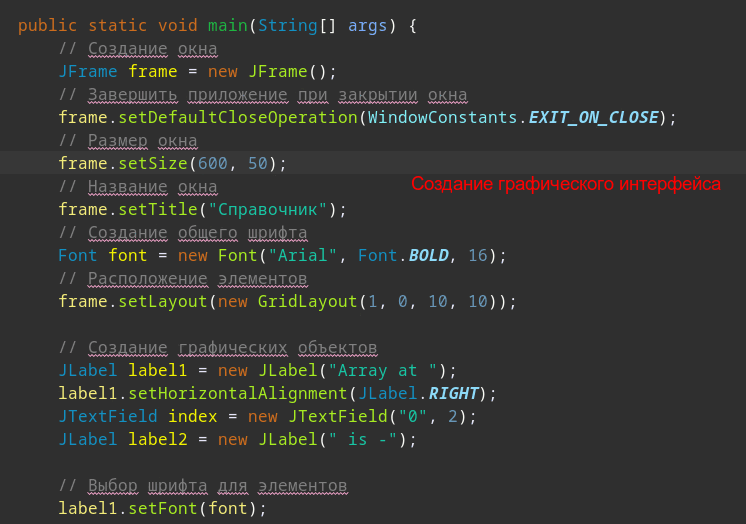 public static void main(String[] args) {
// Создание окна
JFrame frame = new JFrame();
// Завершить приложение при закрытии окна
frame.setDefaultCloseOperation(WindowConstants.EXIT_ON_CLOSE);
// Размер окна
frame.setSize(600, 50);
Создание графического интерфейса
// Название окна
frame.setTitle("Справочник");
// Создание общего шрифта
Font font = new Font("Arial", Font.BOLD, 16);
// Расположение элементов
frame.setLayout(new GridLayout(1, 0, 10, 10));
// Создание графических объектов
JLabel label1 = new JLabel("Array at ");
label1.setHorizontalAlignment(JLabel.RIGHT);
JTextField index = new JTextField("0", 2);
JLabel label2 = new JLabel(" is -");
// Выбор шрифта для элементов
label1.setFont(font);